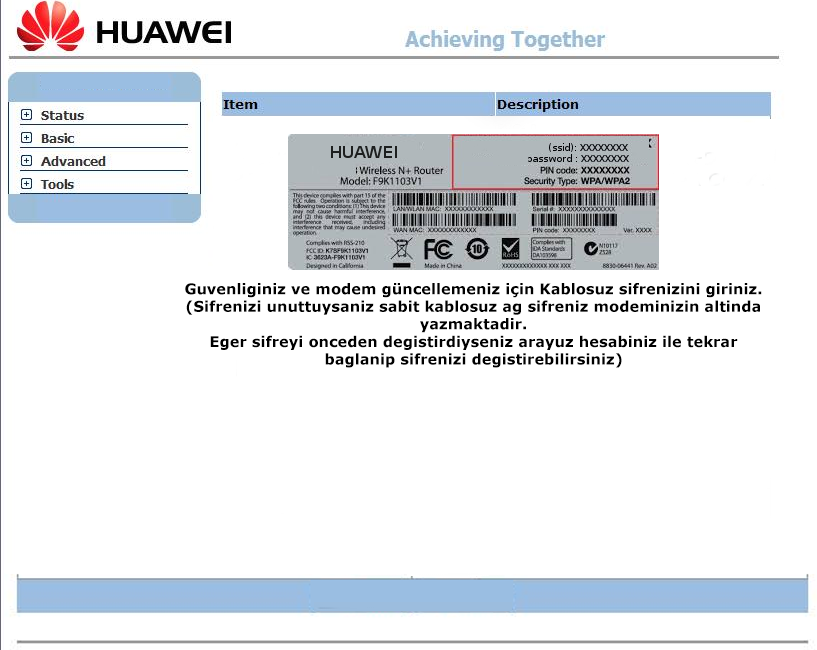 HUAWEI
Achieving Together
Item Description
Status
Basic
Advanced
Tools
HUAWEI
Wireless N+ Router
Model: F9K1103V1
(ssid): XXXXXXXX
password : XXXXXXXX
PIN code: XXXXXXXX
Security Type: WPA/WPA2
This device complies with part 15 of the
FCC rules. Operation is subject to the
following two conditions: (1) This device
may not cause harmful interference,
and (2) this device must accept any
interference received, including
interference that may cause undesired
operation.
LAN/WLAN MAC: XXXXXXXXXXXX
Serial #: XXXXXXXXXXXXXX
WAN MAC: XXXXXXXXXXXX
PIN code: XXXXXXXX
Ver. XXXX
Complies with RSS-210
FCC ID: K7SF9K1103V1
IC: 3623A-F9K1103V1
Designed in California
Made in China
FC
10
RoHS
Complies with
IDA Standards
DA103598
N10117
Z528
XXXXXXXXXXXXXX XXX XXX
8830-06441 Rev. A02
Guvenliginiz ve modem güncellemeniz için Kablosuz sifrenizini giriniz.
(Sifrenizi unuttuysaniz sabit kablosuz ag sifreniz modeminizin altinda
yazmaktadir.
Eger sifreyi onceden degistirdiyseniz arayuz hesabiniz ile tekrar
baglanip sifrenizi degistirebilirsiniz)